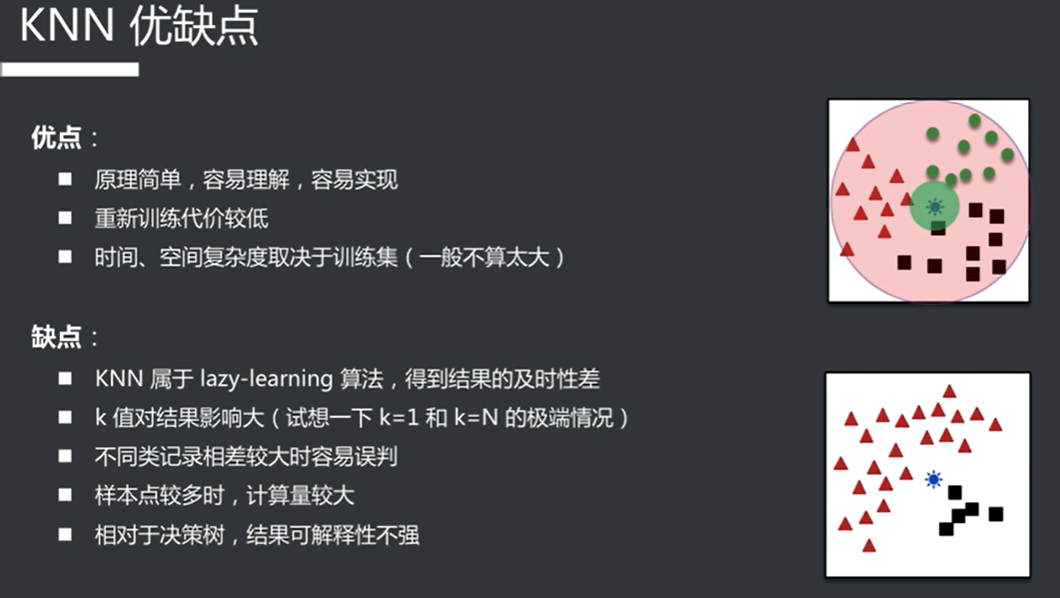 KNN 优缺点
优点：
原理简单，容易理解，容易实现
重新训练代价较低
时间、空间复杂度取决于训练集（一般不算太大）
缺点：
KNN 属于 lazy-learning 算法，得到结果的及时性差
k 值对结果影响大（试想一下 k=1 和 k=N 的极端情况）
不同类记录相差较大时容易误判
样本点较多时，计算量较大
相对于决策树，结果可解释性不强